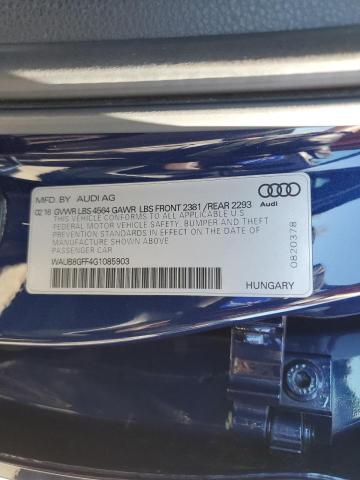 MFD. BY AUDI AG
02.16 GVWR LBS 4564 GAWR LBS FRONT 2381 /REAR 2293
THIS VEHICLE CONFORMS TO ALL APPLICABLE U.S
FEDERAL MOTOR VEHICLE SAFETY, BUMPER, AND THEFT
PREVENTION STANDARDS IN EFFECT ON THE
DATE OF MANUFACTURE SHOWN ABOVE
PASSENGER CAR
WAUB8GFF4G1085903
Audi
0820378
HUNGARY